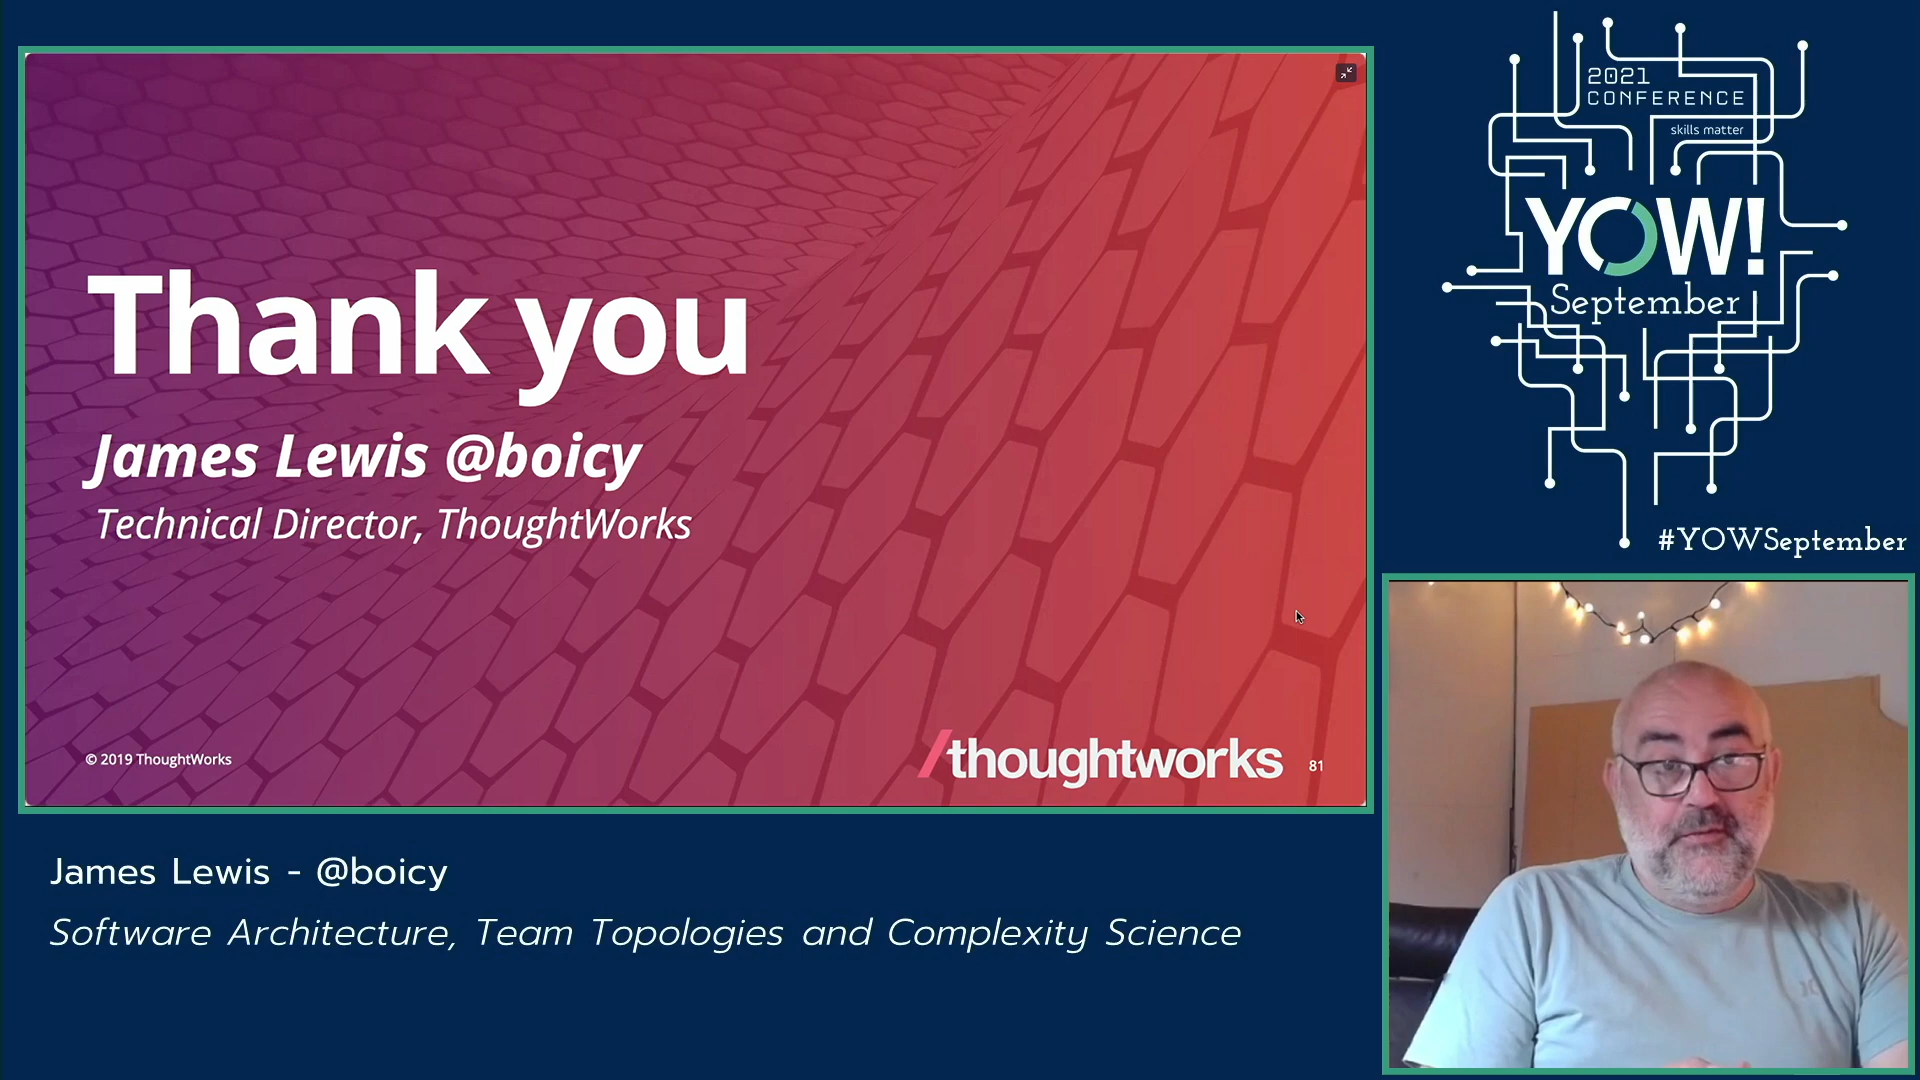 Thank you
James Lewis @boicy
Technical Director, ThoughtWorks
© 2019 ThoughtWorks
/thoughtworks
81
2021
CONFERENCE
skills matter
YOW!
September
#YOWSeptember
James Lewis - @boicy
Software Architecture, Team Topologies and Complexity Science